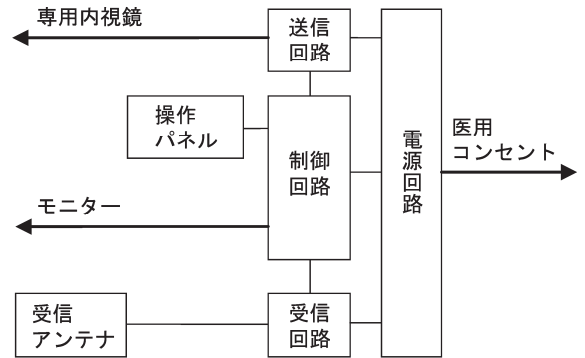 専用内視鏡
送信
回路
操作
パネル
制御
回路
電源回路
医用
コンセント
モニター
受信
アンテナ
受信
回路